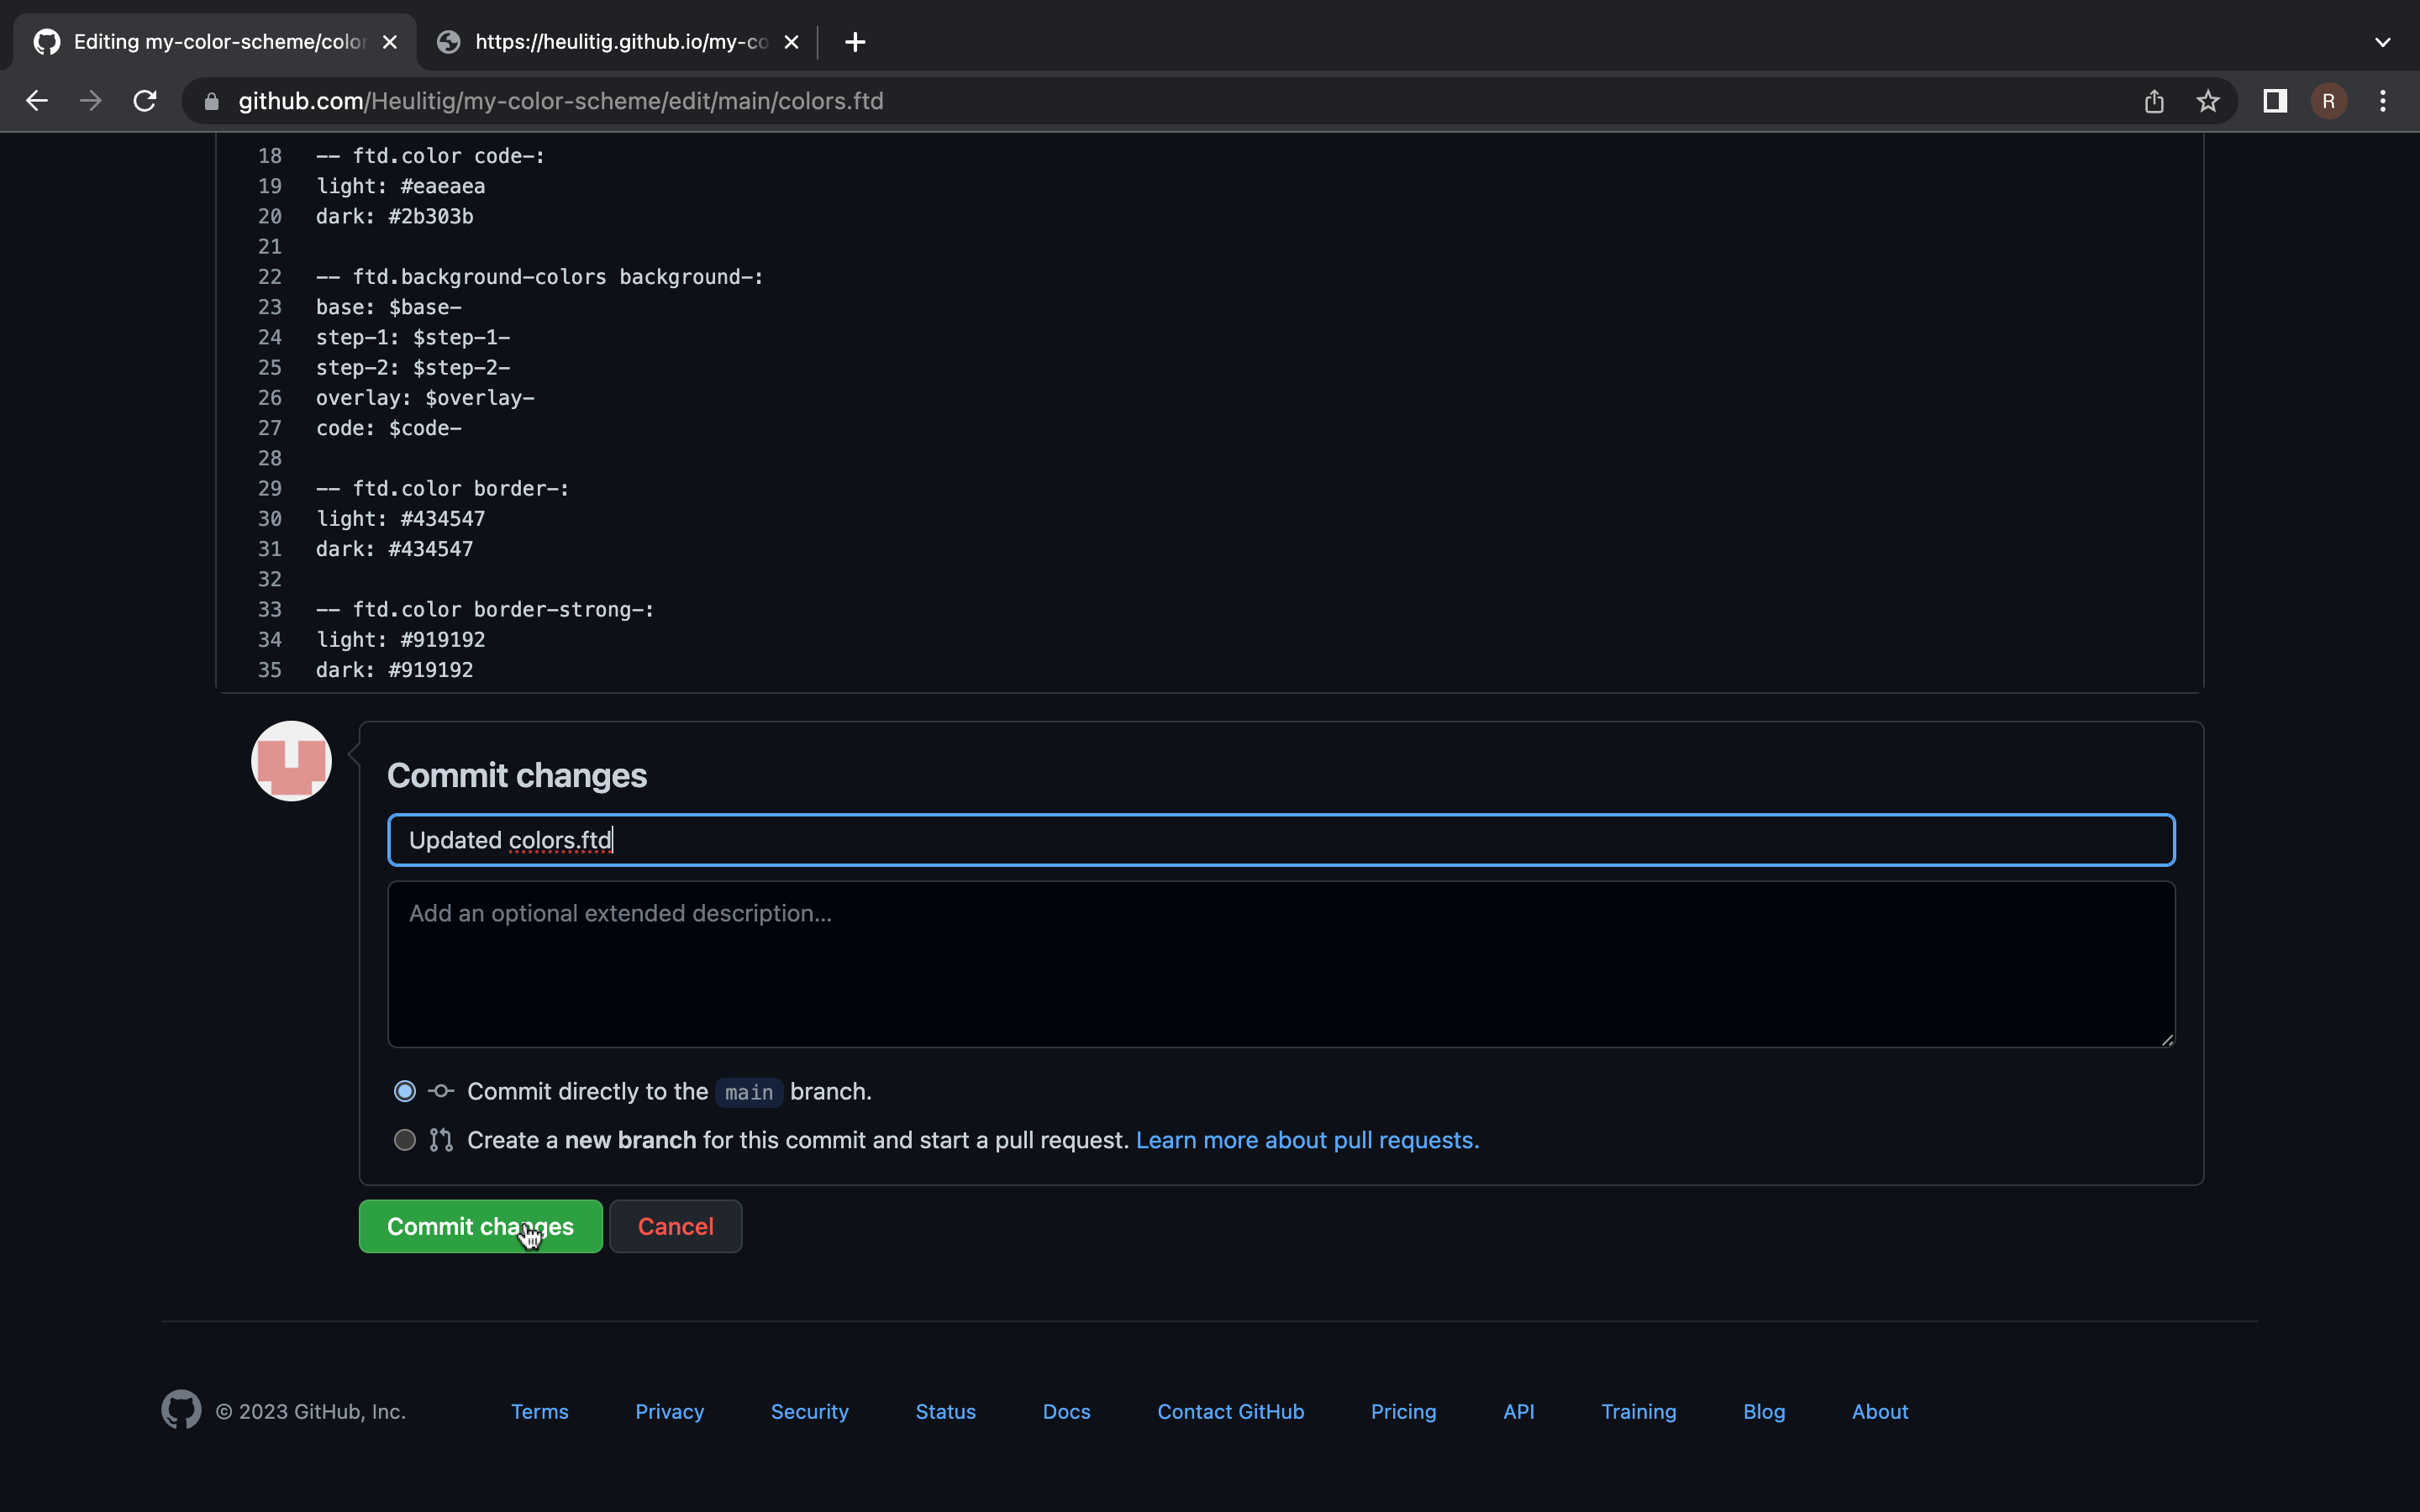 Editing my-color-scheme/color
https://heulitig.github.io/my-co
github.com/Heulitig/my-color-scheme/edit/main/colors.ftd
R
18 -- ftd.color code-:
19 light: #eaeaea
20 dark: #2b303b
21
22 -- ftd.background-colors background-:
23 base: $base-
24 step-1: $step-1-
25 step-2: $step-2-
26 overlay: $overlay-
27 code: $code-
28
29 -- ftd.color border-:
30 light: #434547
31 dark: #434547
32
33 -- ftd.color border-strong-:
34 light: #919192
35 dark: #919192
Commit changes
Updated colors.ftd
Add an optional extended description...
Commit directly to the main branch.
Create a new branch for this commit and start a pull request. Learn more about pull requests.
Commit changes Cancel
© 2023 GitHub, Inc. Terms Privacy Security Status Docs Contact GitHub Pricing API Training Blog About